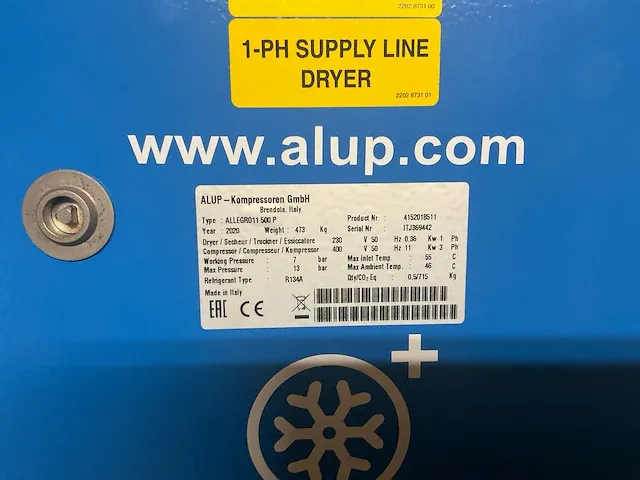 2202 8731 00
1-PH SUPPLY LINE
DRYER
2202 8731 01
www.alup.com
ALUP-Kompressoren GmbH
Brendola, Italy
Type : ALLEGRO11 500 P Product Nr : 4152018511
Year : 2020 Weight : 473 Kg Serial Nr : ITJ369442
Dryer / Secheur / Trockner / Essiccatore 230 V 50 Hz 0,36 Kw 1 Ph
Compressor / Compresseur / Kompressor 400 V 50 Hz 11 Kw 3 Ph
Working Pressure : 7 bar Max Inlet Temp. : 55 C
Max Pressure : 13 bar Max Ambient Temp. : 46 C
Refrigerant Type : R134A Qty/CO₂ Eq 0.5/715 Kg
Made in Italy
EAC CE